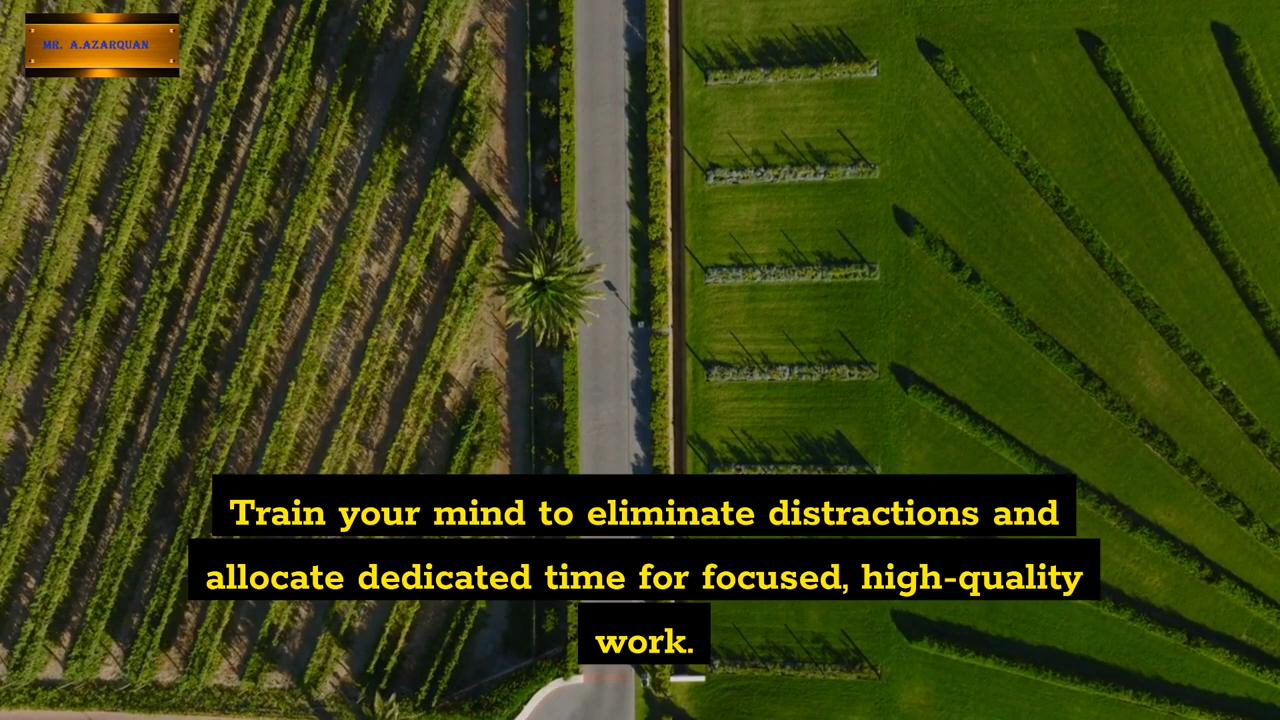 MR. A.AZARQUAN
Train your mind to eliminate distractions and
allocate dedicated time for focused, high-quality
work.